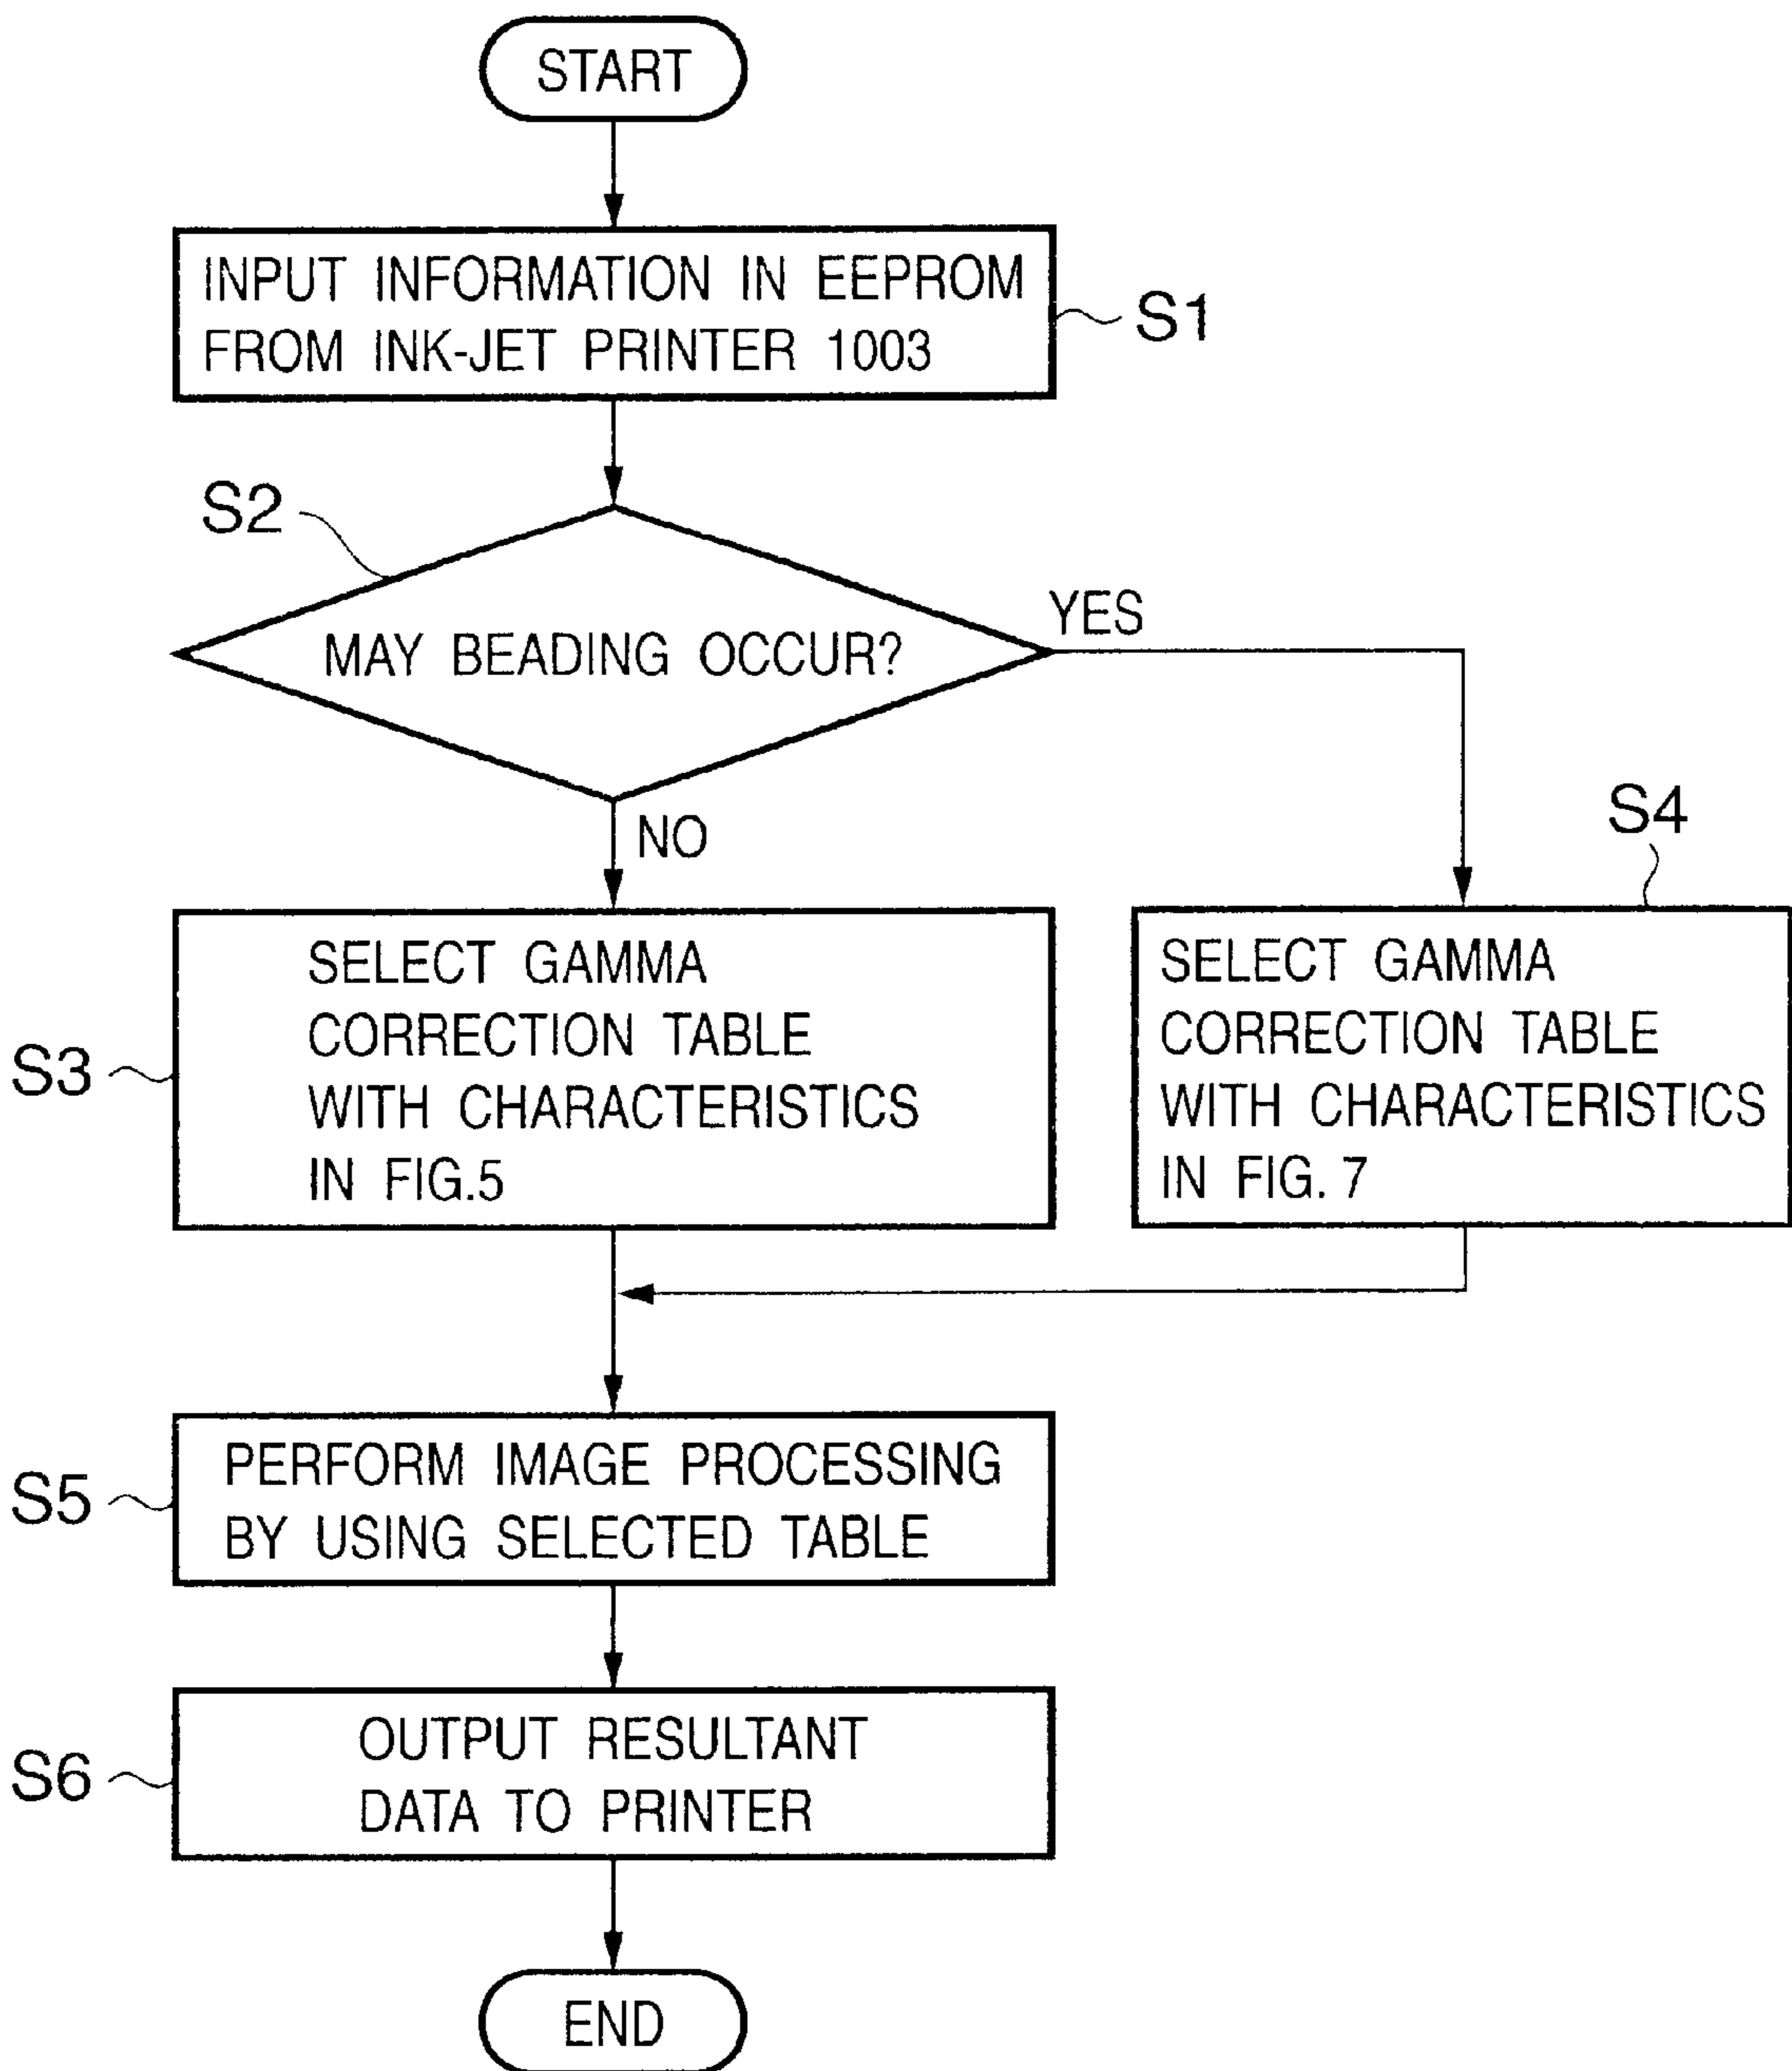 START
INPUT INFORMATION IN EEPROM
FROM INK-JET PRINTER 1003
S1
S2
MAY BEADING OCCUR?
YES
NO
S4
S3
SELECT GAMMA
CORRECTION TABLE
WITH CHARACTERISTICS
IN FIG.5
SELECT GAMMA
CORRECTION TABLE
WITH CHARACTERISTICS
IN FIG. 7
S5
PERFORM IMAGE PROCESSING
BY USING SELECTED TABLE
S6
OUTPUT RESULTANT
DATA TO PRINTER
END